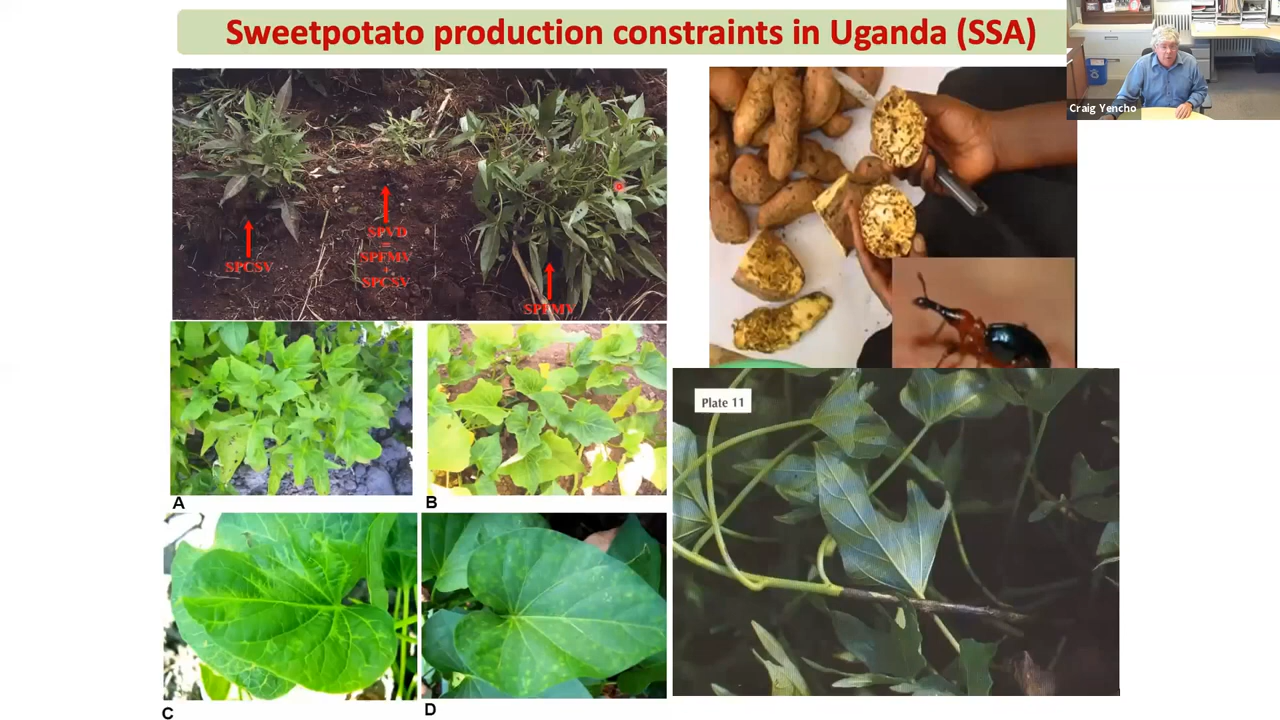 Sweetpotato production constraints in Uganda (SSA)
Craig Yencho
SPCSV
SPVD
=
SPFMV
+
SPCSV
SPFMV
Plate 11
A
B
C
D